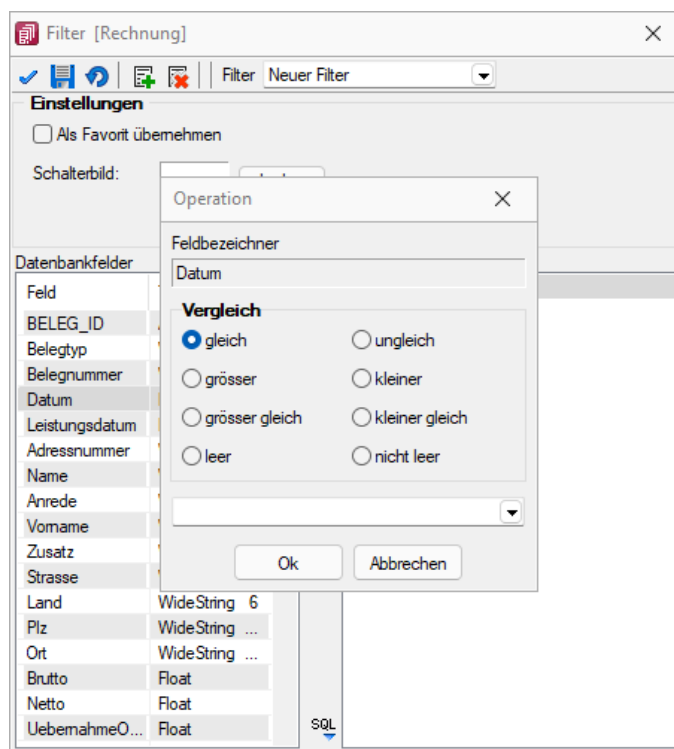 Filter [Rechnung]
Filter Neuer Filter
Einstellungen
Als Favorit übernehmen
Schalterbild:
Operation
Feldbezeichner
Datum
Vergleich
gleich ungleich
grösser kleiner
grösser gleich kleiner gleich
leer nicht leer
Ok Abbrechen
Datenbankfelder
Feld
BELEG_ID
Belegtyp
Belegnummer
Datum
Leistungsdatum
Adressnummer
Name
Anrede
Vorname
Zusatz
Strasse
Land WideString 6
Plz WideString ...
Ort WideString ...
Brutto Float
Netto Float
UebernahmeO... Float
SQL